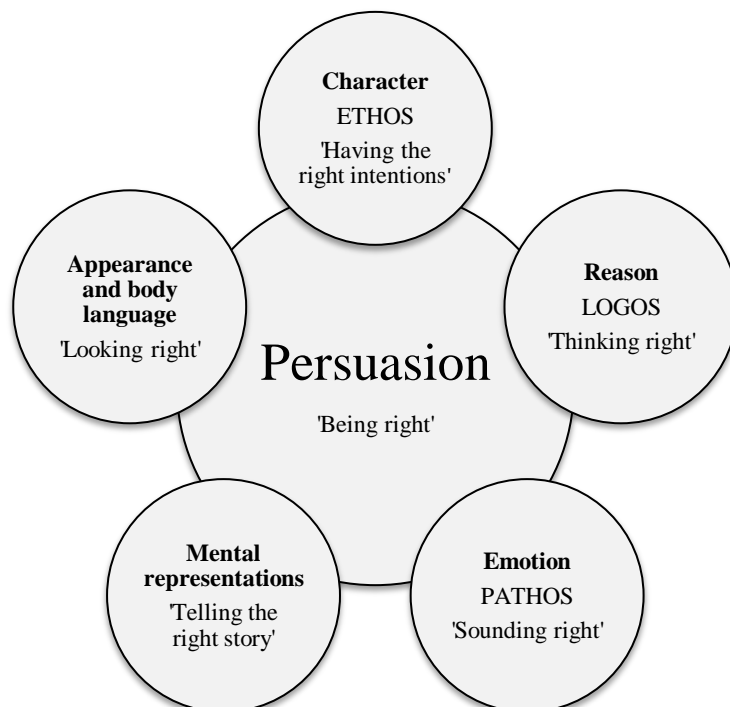 Character
ETHOS
'Having the
right intentions'
Appearance
and body
language
'Looking right'
Reason
LOGOS
'Thinking right'
Persuasion
'Being right'
Mental
representations
'Telling the
right story'
Emotion
PATHOS
'Sounding right'